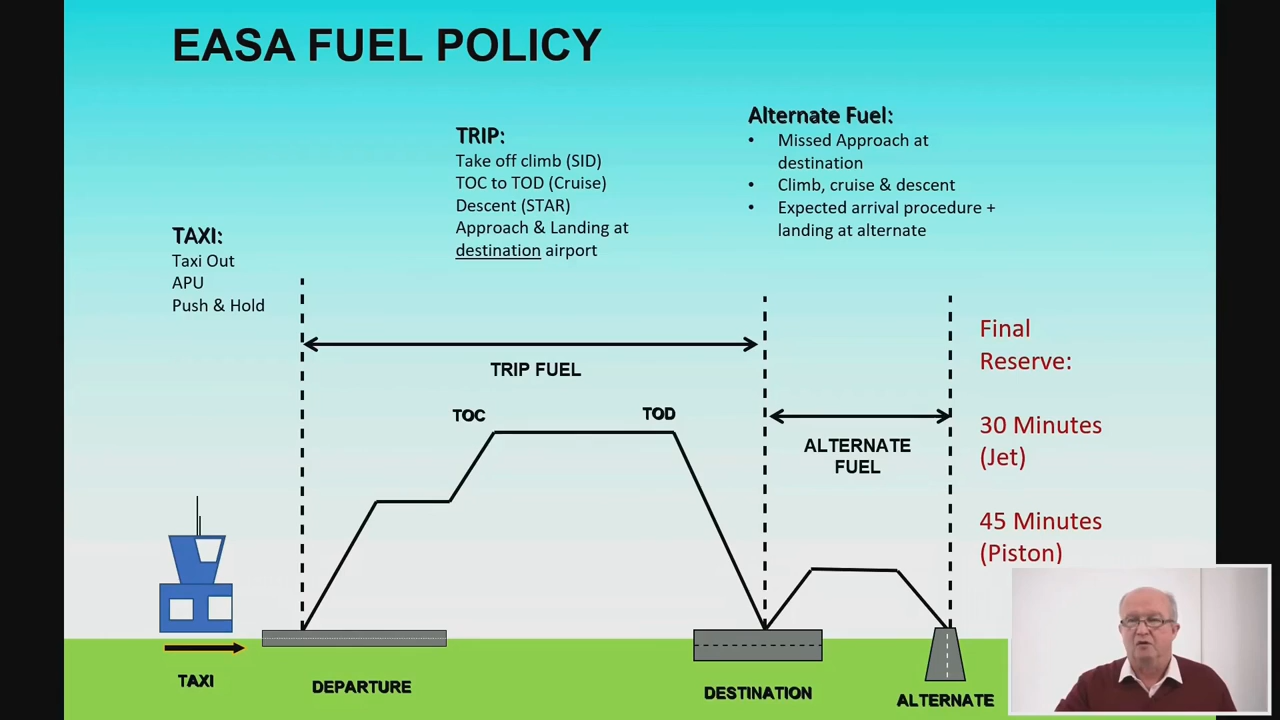 EASA FUEL POLICY
TAXI:
Taxi Out
APU
Push & Hold
TRIP:
Take off climb (SID)
TOC to TOD (Cruise)
Descent (STAR)
Approach & Landing at
destination airport
Alternate Fuel:
• Missed Approach at
destination
• Climb, cruise & descent
• Expected arrival procedure +
landing at alternate
TRIP FUEL
TOC
TOD
ALTERNATE
FUEL
Final
Reserve:
30 Minutes
(Jet)
45 Minutes
(Piston)
TAXI
DEPARTURE
DESTINATION
ALTERNATE